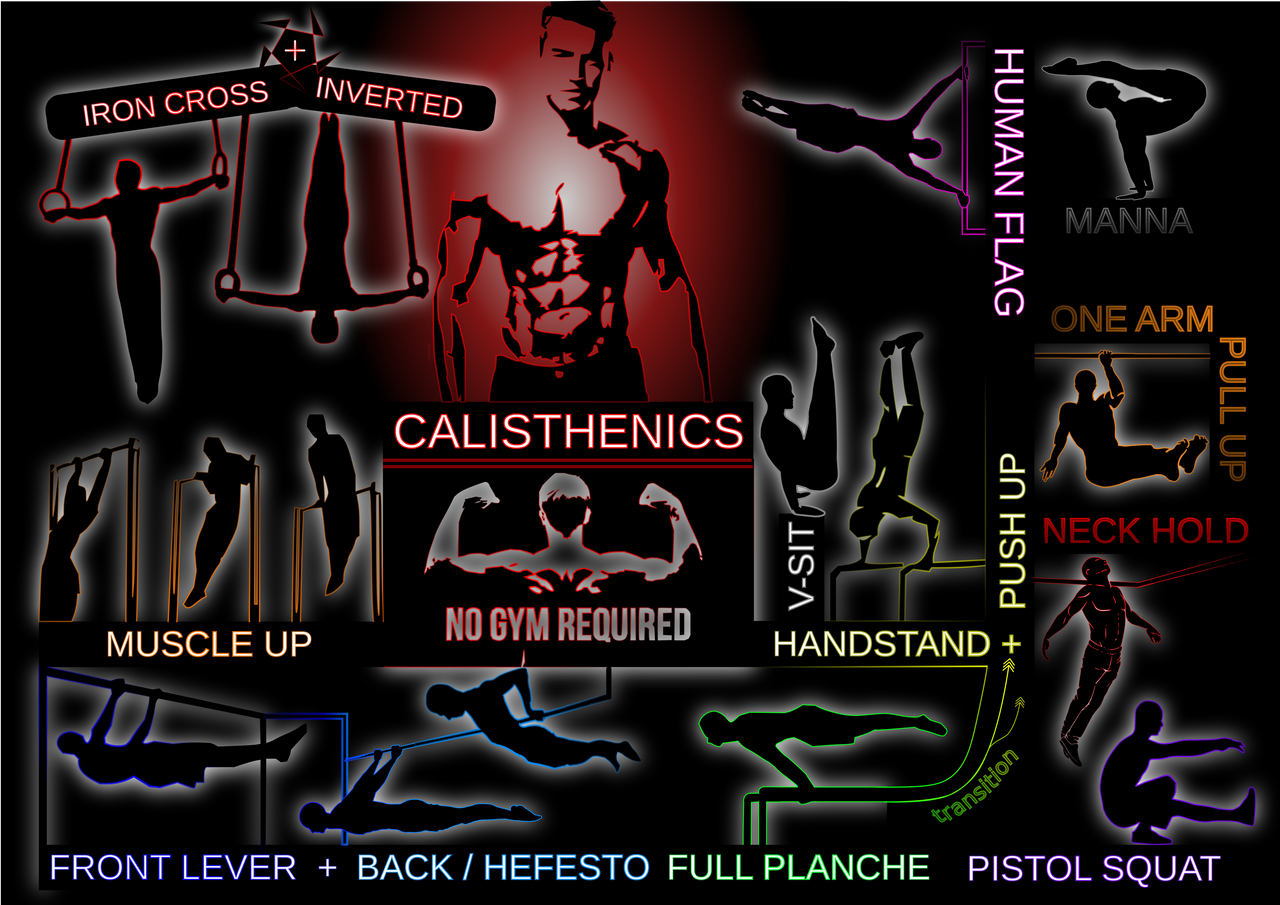 IRON CROSS + INVERTED
HUMAN FLAG
MANNA
ONE ARM
PULL UP
CALISTHENICS
NO GYM REQUIRED
V-SIT
PUSH UP
NECK HOLD
MUSCLE UP
HANDSTAND +
transition
FRONT LEVER + BACK / HEFESTO
FULL PLANCHE
PISTOL SQUAT